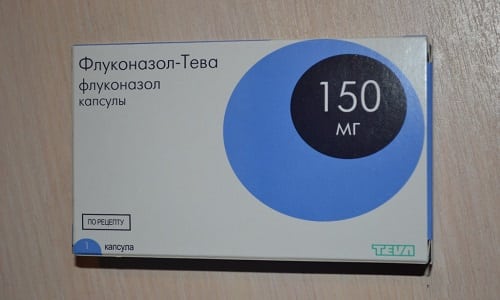 Флуконазол-Тева
флуконазол
капсулы
150
мг
ПО РЕЦЕПТУ
1 капсула
TEVA